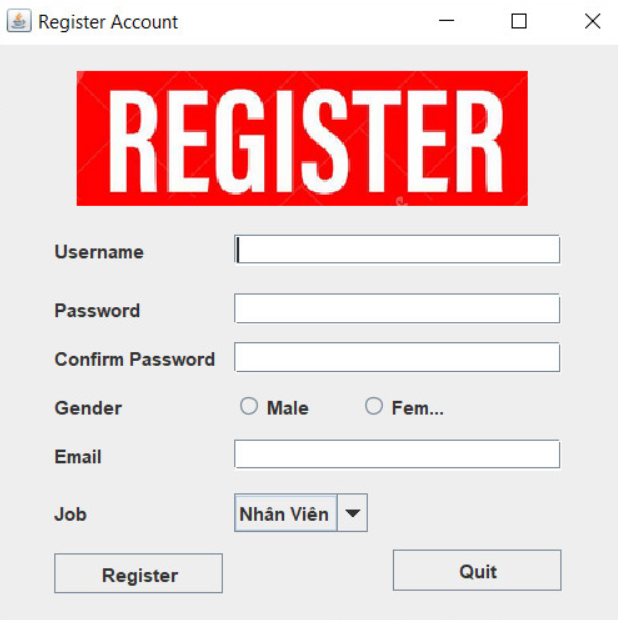 Register Account
REGISTER
Username
Password
Confirm Password
Gender Male Fem...
Email
Job Nhân Viên
Register Quit